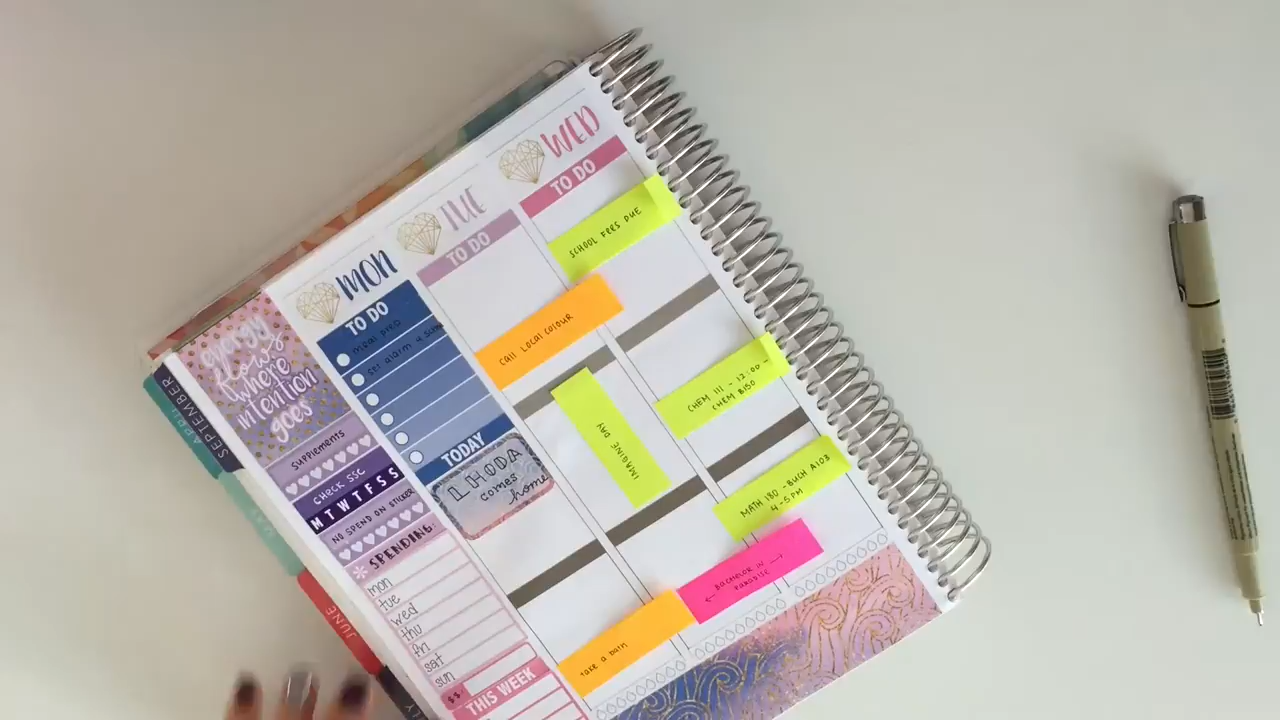 energy
flows
where
intention
goes
SUPPLEMENTS
CHECK SSC
M T W T F S S
NO SPEND ON STICKER
SPENDING:
mon
tue
wed
thu
fri
sat
sun
$$
THIS WEEK
MON
TO DO
meal prep
set alarm 4
TODAY
RHODA
comes
home
TUE
TO DO
CALL LOCAL COLOUR
IMAGINE DAY
take a bath
WED
TO DO
SCHOOL FEES DUE
CHEM 111 - 12:00 -
CHEM B150
MATH 180 - BUCH A103
4-5PM
← BACHELOR IN →
PARADISE
APRIL
SEPTEMBER
MAY
JUNE